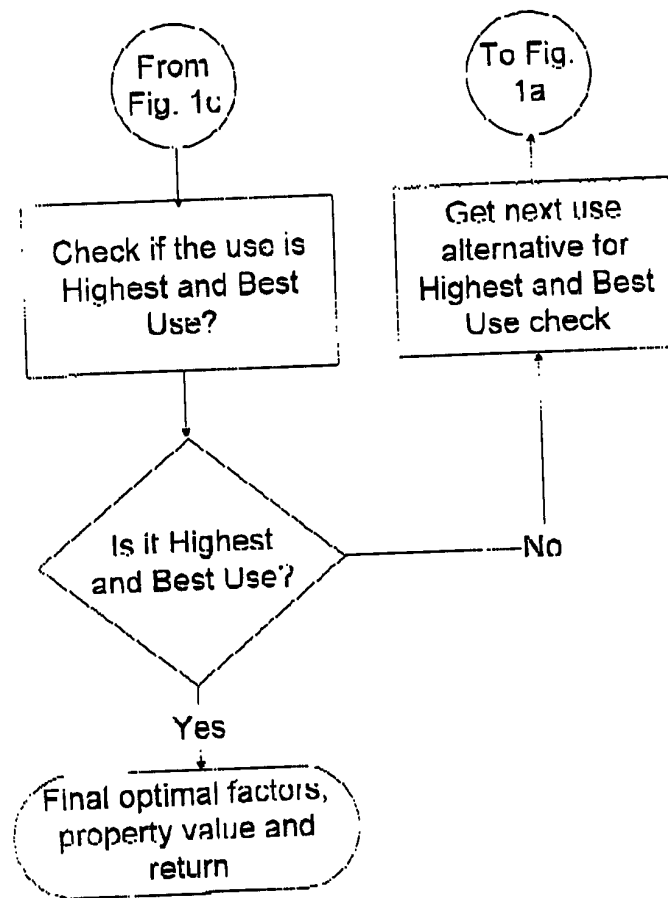 From
Fig. 1c
To Fig.
1a
Check if the use is
Highest and Best
Use?
Get next use
alternative for
Highest and Best
Use check
Is it Highest
and Best Use?
No
Yes
Final optimal factors,
property value and
return